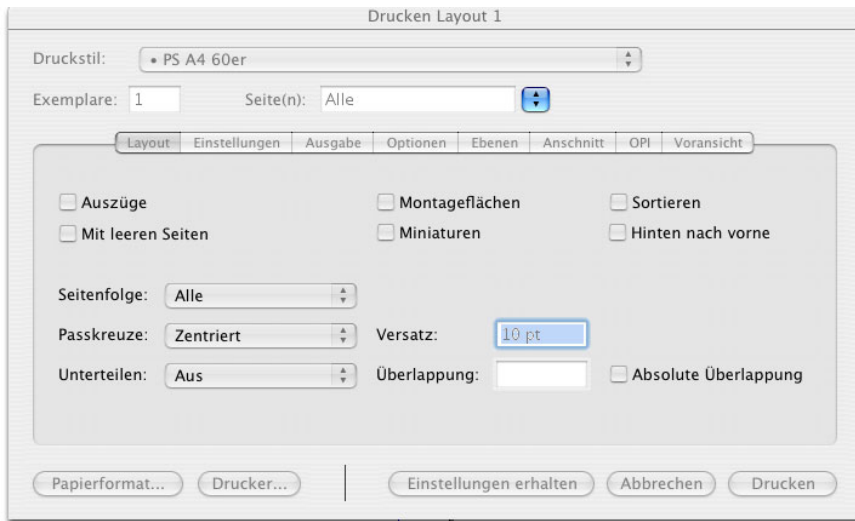 Drucken Layout 1
Druckstil: • PS A4 60er
Exemplare: 1 Seite(n): Alle
Layout Einstellungen Ausgabe Optionen Ebenen Anschnitt OPI Voransicht
Auszüge Montageflächen Sortieren
Mit leeren Seiten Miniaturen Hinten nach vorne
Seitenfolge: Alle
Passkreuze: Zentriert Versatz: 10 pt
Unterteilen: Aus Überlappung: Absolute Überlappung
Papierformat... Drucker... Einstellungen erhalten Abbrechen Drucken